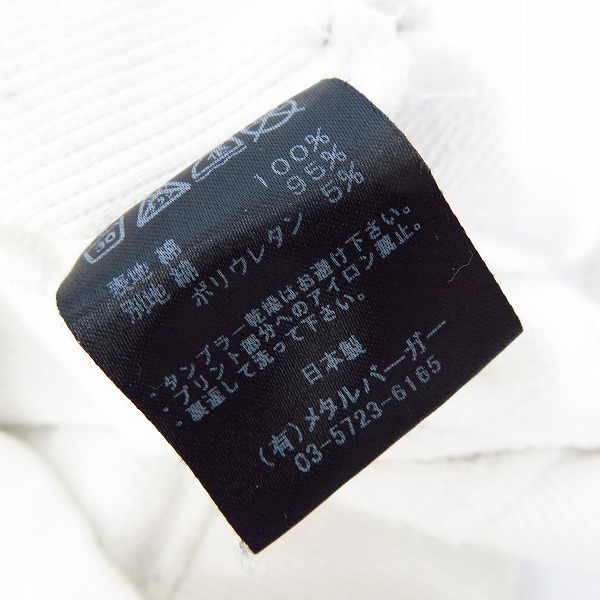 表地 綿 100%
別地 綿 95%
ポリウレタン 5%
・タンブラー乾燥はお避け下さい。
・プリント部分へのアイロン厳止。
・裏返して洗って下さい。
日本製
(有)メタルバーガー
03-5723-6165